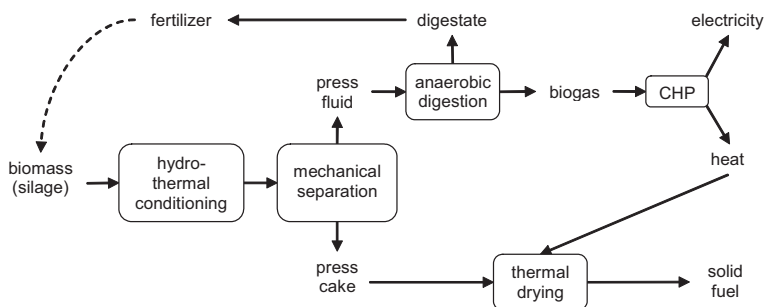 fertilizer
digestate
electricity
press
fluid
anaerobic
digestion
biogas
CHP
biomass
(silage)
hydro-
thermal
conditioning
mechanical
separation
heat
press
cake
thermal
drying
solid
fuel